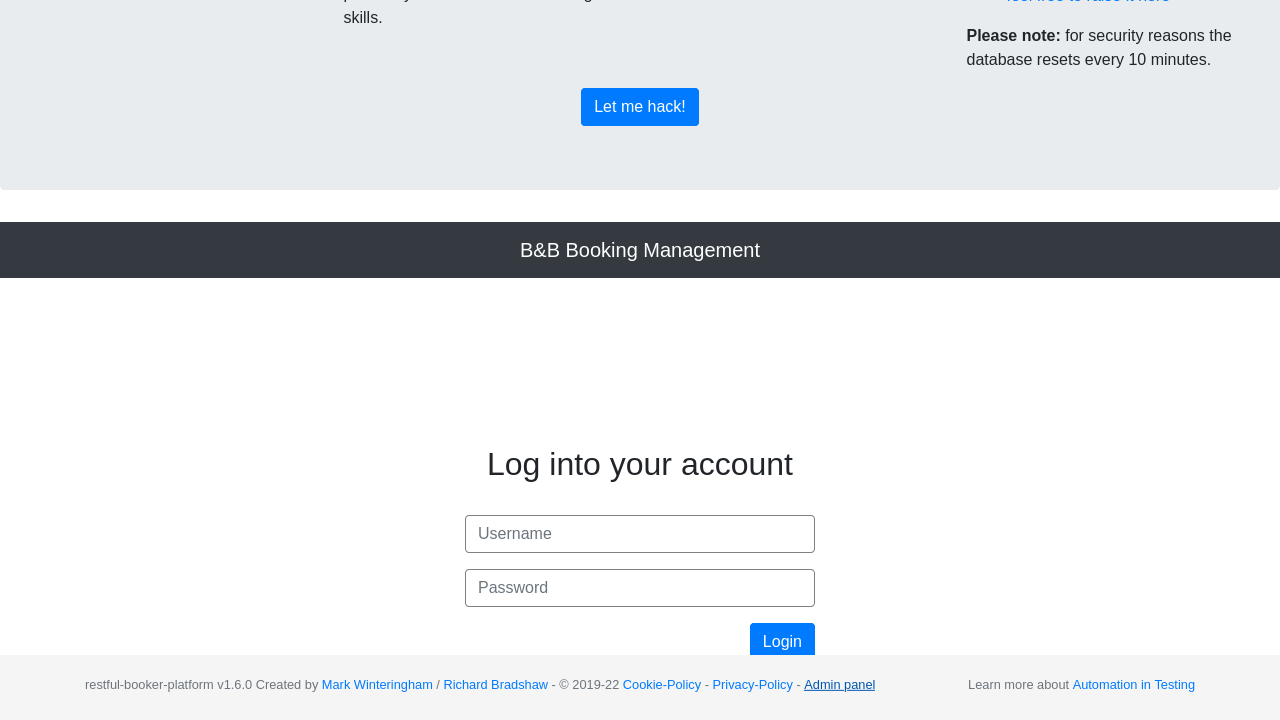 skills.
Please note: for security reasons the
database resets every 10 minutes.
Let me hack!
B&B Booking Management
Log into your account
Username
Password
Login
restful-booker-platform v1.6.0 Created by Mark Winteringham / Richard Bradshaw - © 2019-22 Cookie-Policy - Privacy-Policy - Admin panel
Learn more about Automation in Testing